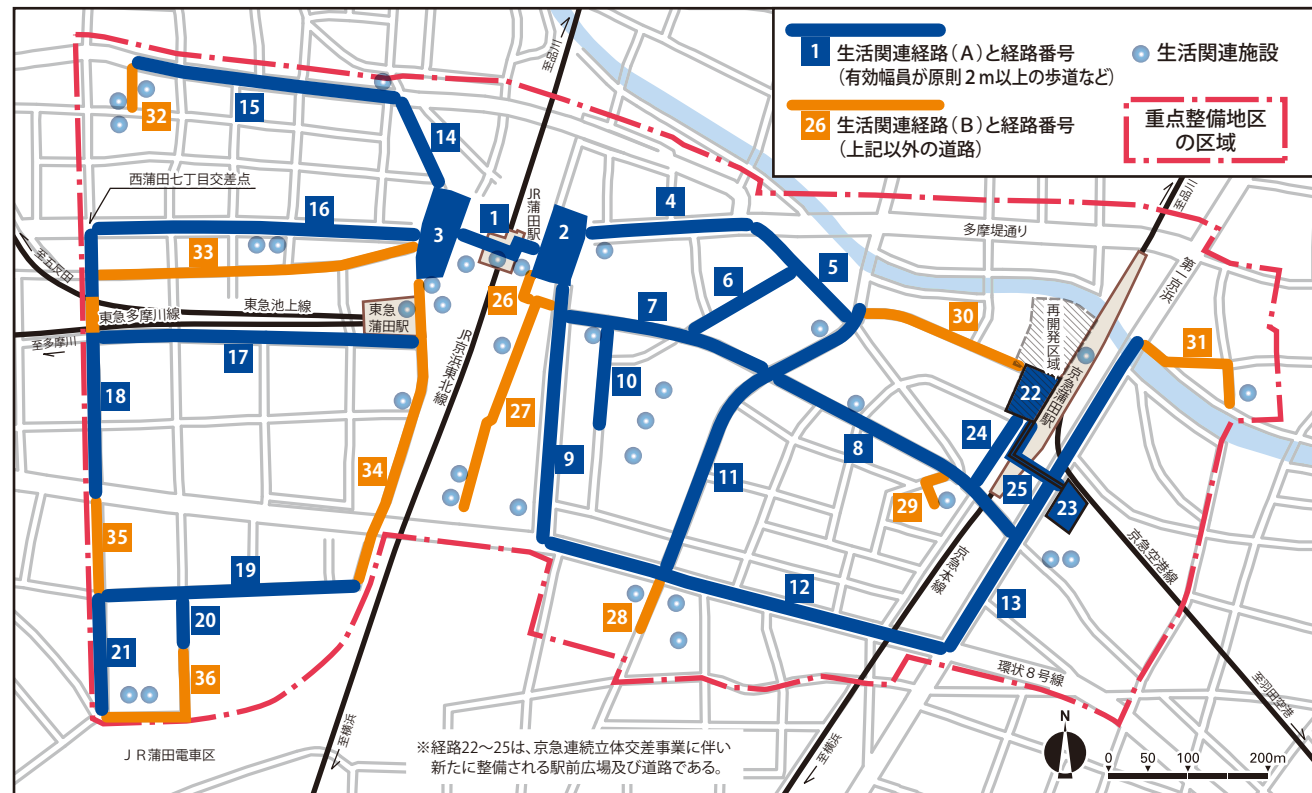 1
生活関連経路（A）と経路番号
（有効幅員が原則2m以上の歩道など）
26
生活関連経路（B）と経路番号
（上記以外の道路）
生活関連施設
重点整備地区
の区域
至品川
32
15
14
西蒲田七丁目交差点
16
3
1
JR蒲田駅
2
4
多摩堤通り
至品川
第二京浜
33
至五反田
東急池上線
東急多摩川線
東急
蒲田駅
至多摩川
17
18
26
7
6
5
30
再開発区域
京急蒲田駅
31
JR京浜東北線
10
27
22
24
34
9
11
8
29
25
23
35
京急本線
京急空港線
19
12
13
20
28
21
36
環状8号線
至羽田空港
JR蒲田電車区
至横浜
至横浜
※経路22〜25は、京急連続立体交差事業に伴い
新たに整備される駅前広場及び道路である。
N
0 50 100 200m